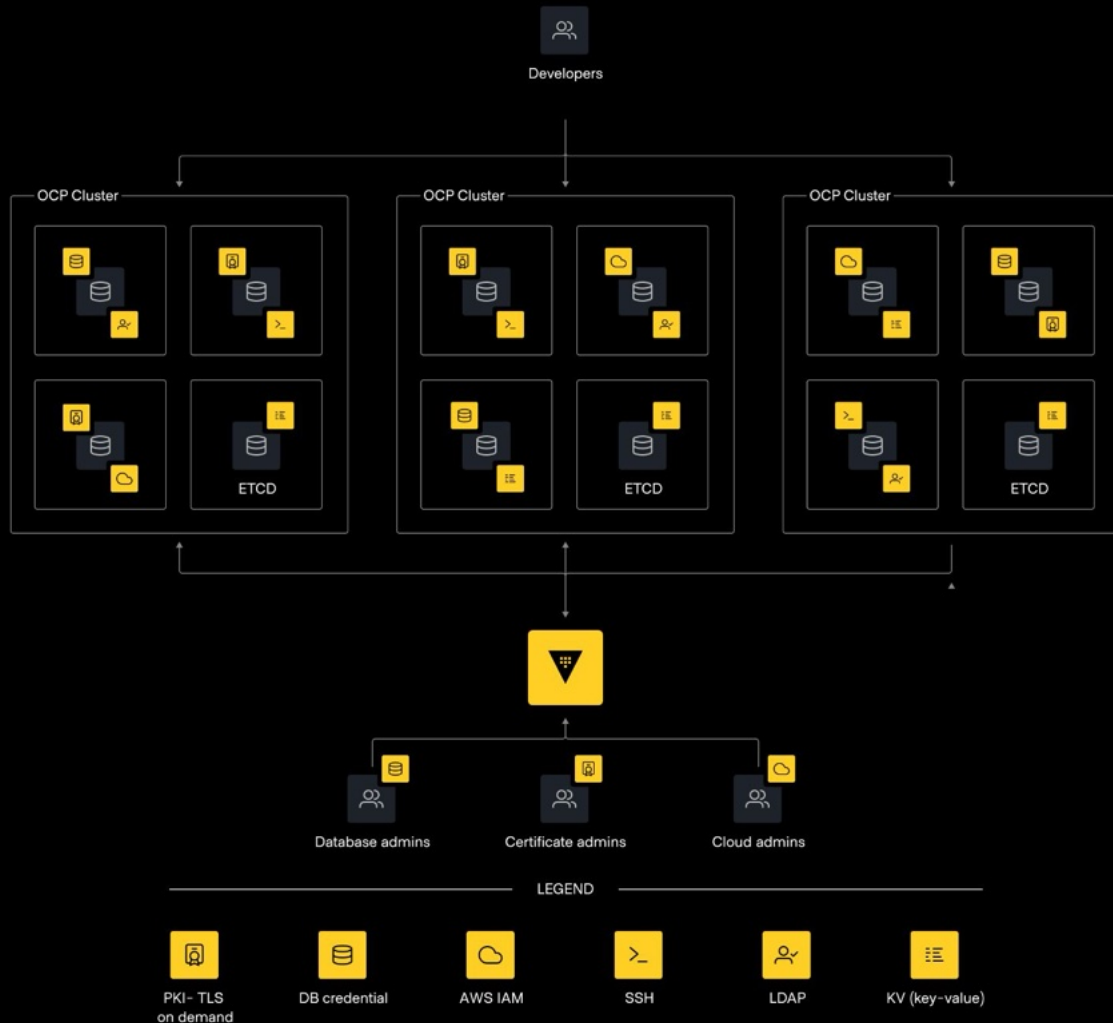 Developers
OCP Cluster
OCP Cluster
OCP Cluster
ETCD
ETCD
ETCD
Database admins
Certificate admins
Cloud admins
LEGEND
PKI- TLS
on demand
DB credential
AWS IAM
SSH
LDAP
KV (key-value)